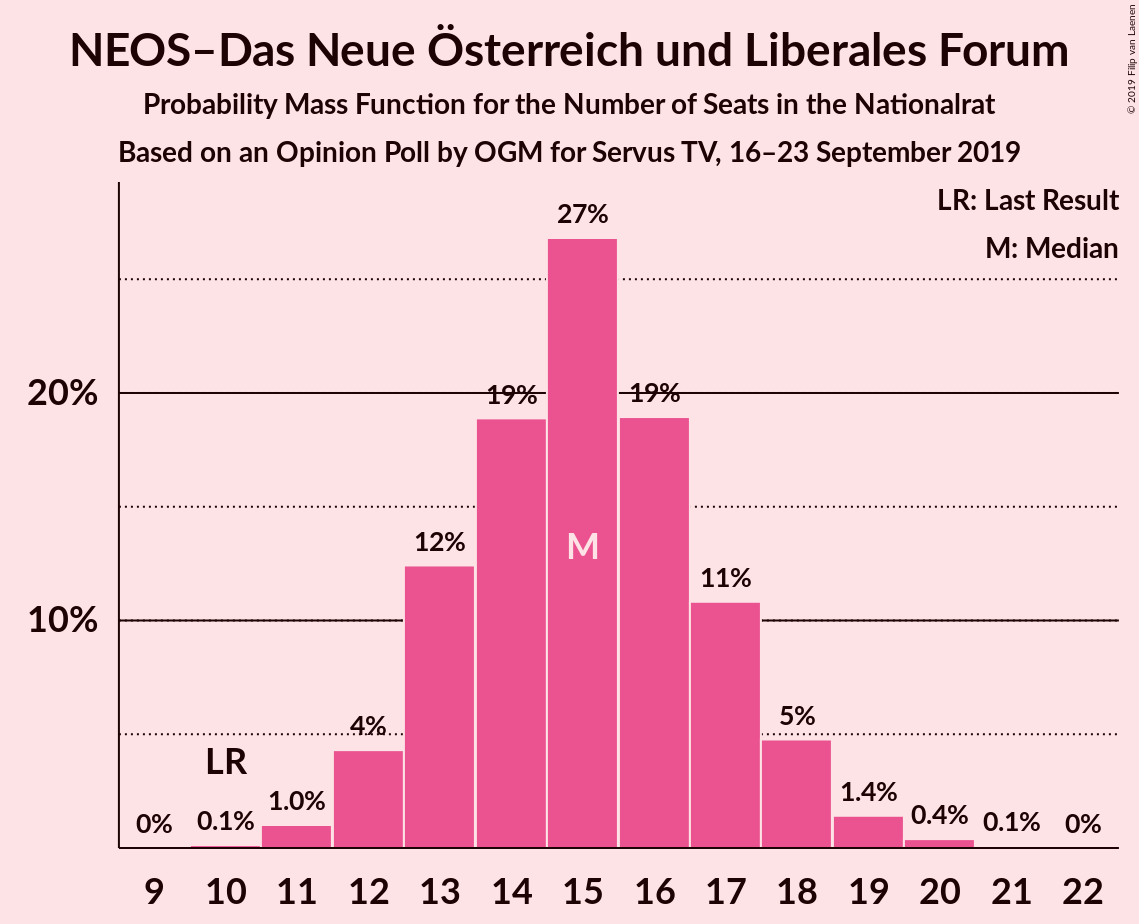 NEOS–Das Neue Österreich und Liberales Forum
Probability Mass Function for the Number of Seats in the Nationalrat
Based on an Opinion Poll by OGM for Servus TV, 16–23 September 2019
© 2019 Filip van Laenen
LR: Last Result
M: Median
20%
10%
0%
0.1%
LR
1.0%
4%
12%
19%
27%
M
19%
11%
5%
1.4%
0.4%
0.1%
0%
9 10 11 12 13 14 15 16 17 18 19 20 21 22